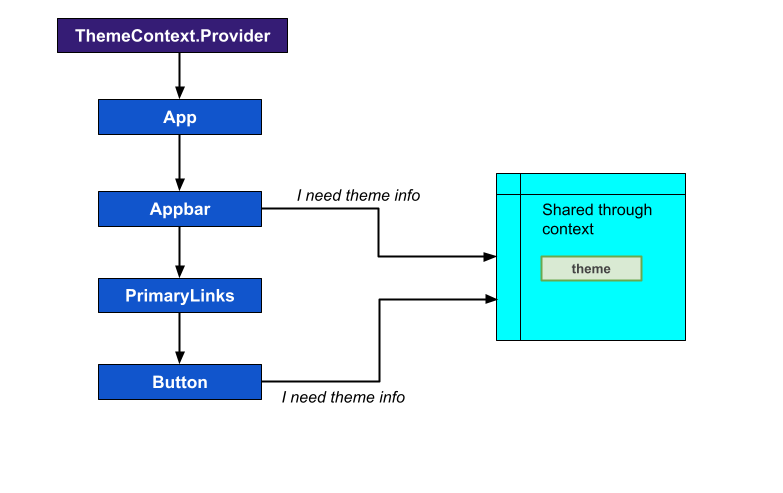 ThemeContext.Provider
App
Appbar
I need theme info
Shared through
context
theme
PrimaryLinks
Button
I need theme info